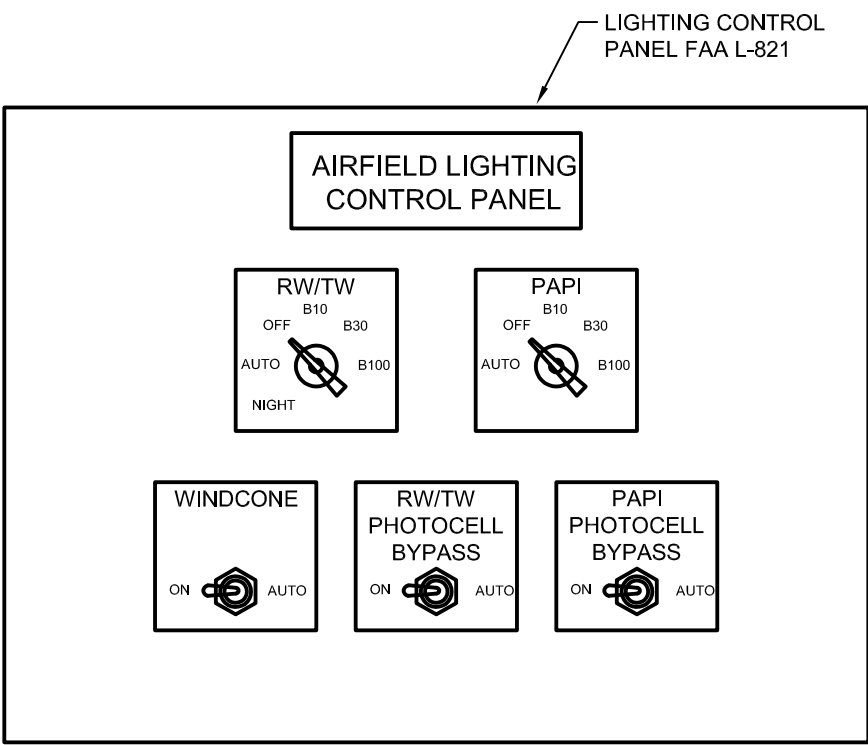 LIGHTING CONTROL
PANEL FAA L-821
AIRFIELD LIGHTING
CONTROL PANEL
RW/TW
B10
OFF
B30
AUTO
B100
NIGHT
PAPI
B10
OFF
B30
AUTO
B100
WINDCONE
ON
AUTO
RW/TW
PHOTOCELL
BYPASS
ON
AUTO
PAPI
PHOTOCELL
BYPASS
ON
AUTO